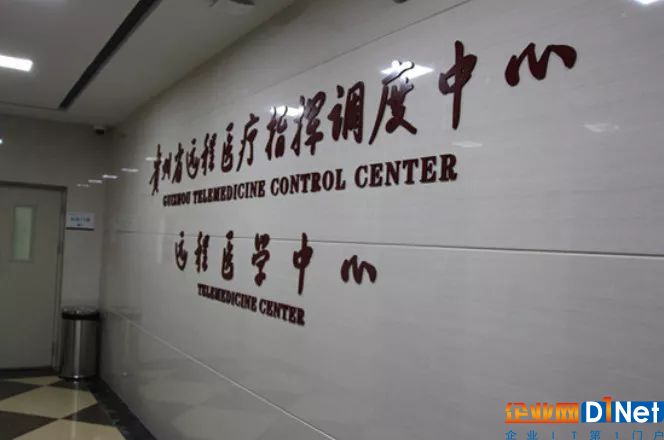 贵州省远程医疗指挥调度中心
GUIZHOU TELEMEDICINE CONTROL CENTER
远程医学中心
TELEMEDICINE CENTER
企业网D1Net
企业IT第1门户